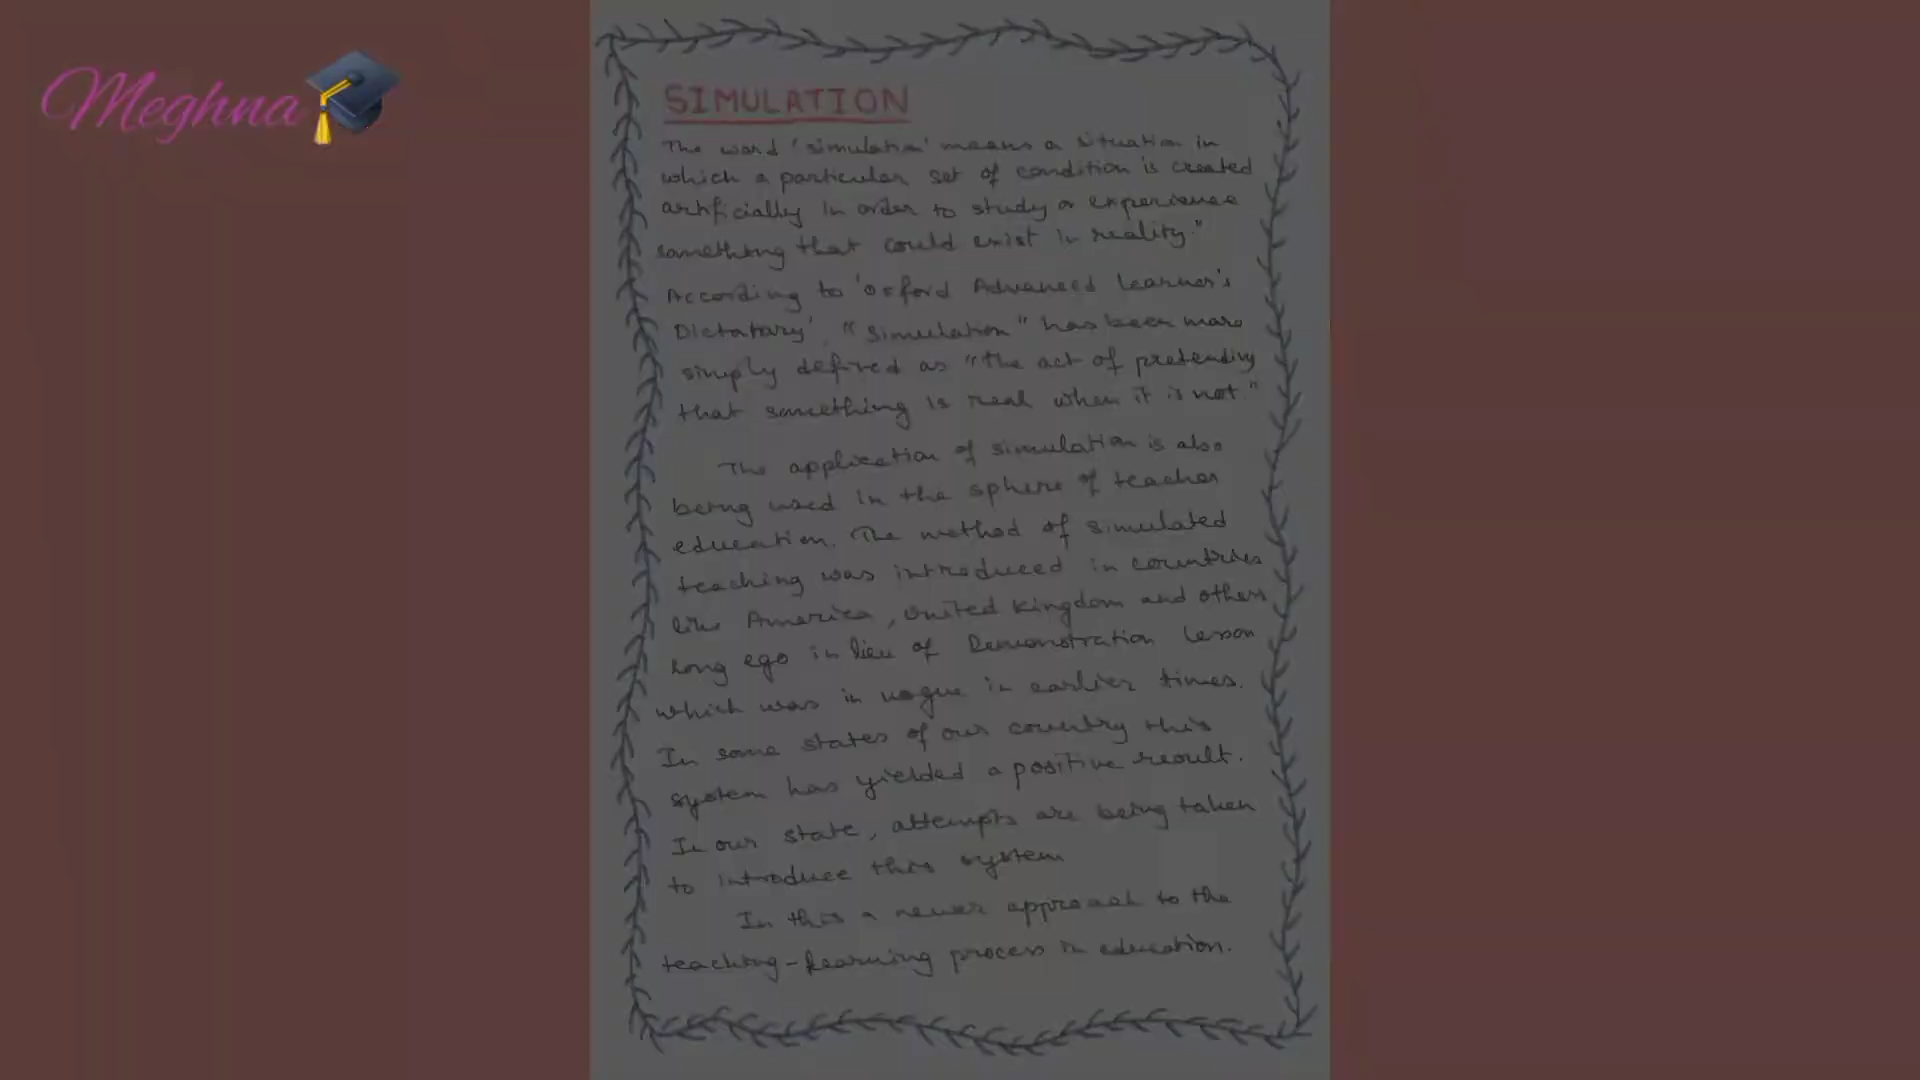 Meghna
SIMULATION
The word 'simulation' means a situation in
which a particular set of condition is created
artificially in order to study or experience
something that could exist in reality."
According to 'Oxford Advanced Learner's
Dictatary', "Simulation" has been more
simply defined as "the act of pretending
that something is real when it is not."
The application of simulation is also
being used in the sphere of teacher
education. The method of simulated
teaching was introduced in countries
like America, United Kingdom and others
long ego in lieu of Demonstration lesson
which was in vogue in earlier times.
In some states of our country this
system has yielded a positive result.
In our state, attempts are being taken
to introduce this system
In this a newer approach to the
teaching-learning process in education.